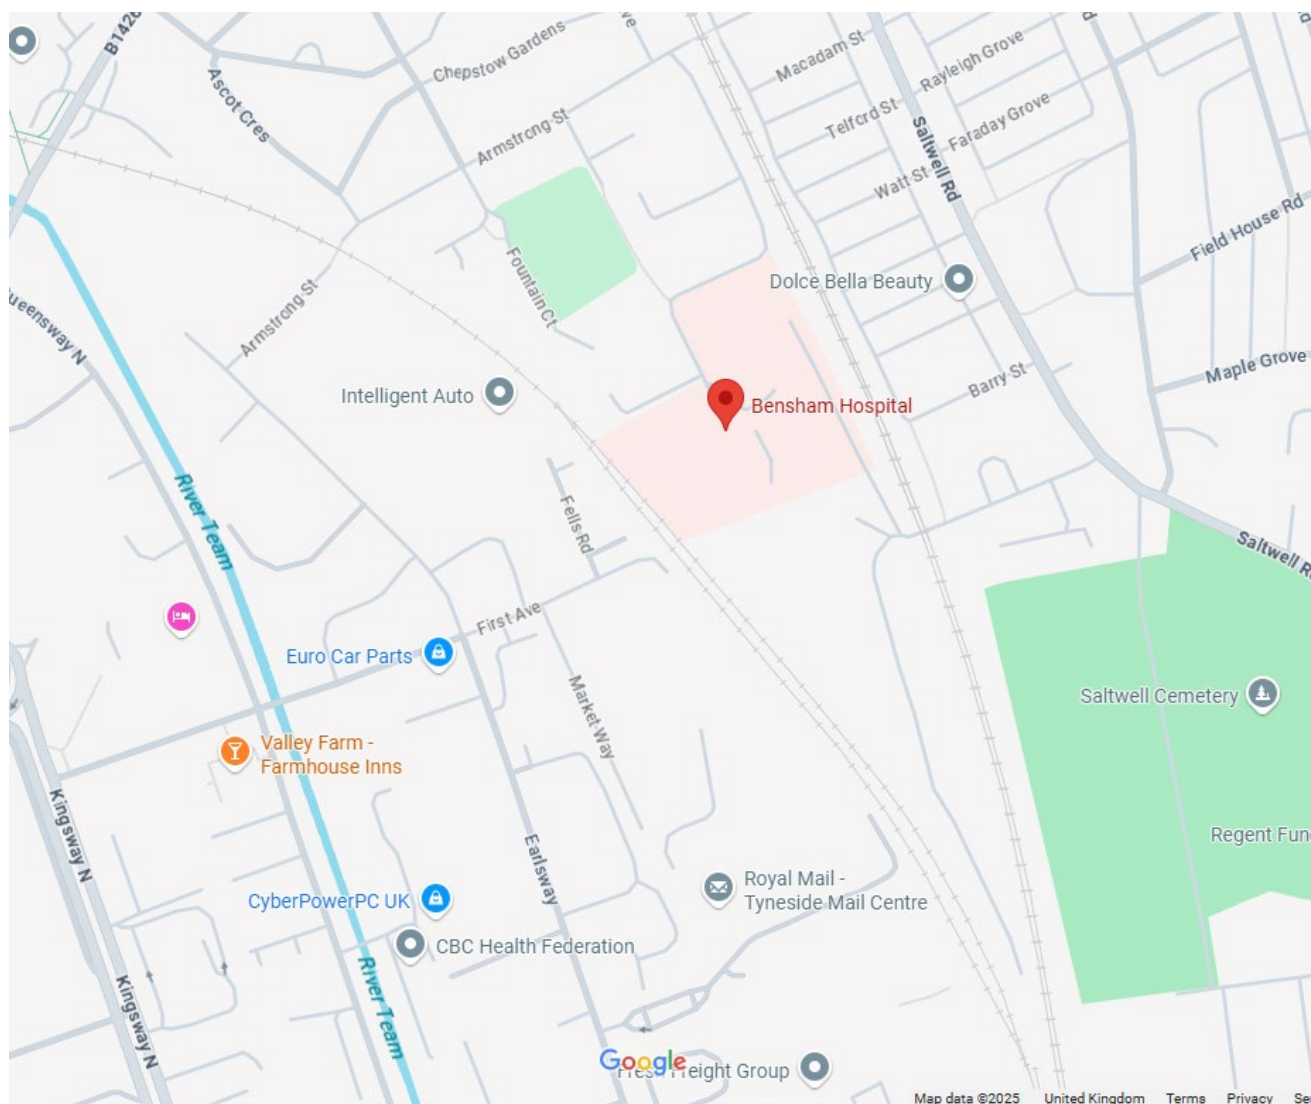 B1426
Chepstow Gardens
Macadam St
Rayleigh Grove
Ascot Cres
Armstrong St
Telford St
Saltwell Rd
Faraday Grove
Watt St
Field House Rd
Fountain Ct
Dolce Bella Beauty
Armstrong St
Intelligent Auto
Barry St
Maple Grove
Bensham Hospital
River Team
Fells Rd
Saltwell R
First Ave
Euro Car Parts
Market Way
Saltwell Cemetery
Valley Farm -
Farmhouse Inns
Kingsway N
Earlsway
Regent Fun
Royal Mail -
Tyneside Mail Centre
CyberPowerPC UK
CBC Health Federation
River Team
Kingsway N
Google
Freight Group
Map data ©2025 United Kingdom Terms Privacy